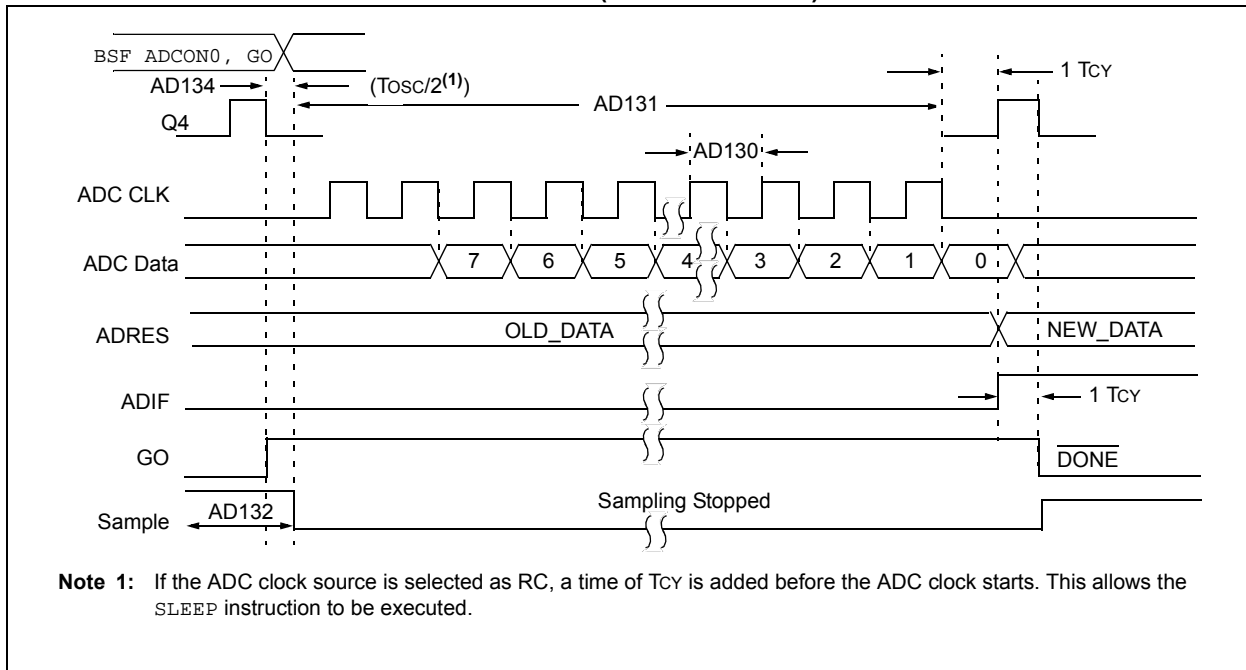 BSF ADCON0, GO
1 TCY
AD134
(TOSC/2(1))
AD131
Q4
AD130
ADC CLK
ADC Data
7 6 5 4 3 2 1 0
ADRES
OLD_DATA
NEW_DATA
ADIF
1 TCY
GO
DONE
Sampling Stopped
AD132
Sample
Note 1: If the ADC clock source is selected as RC, a time of TCY is added before the ADC clock starts. This allows the
SLEEP instruction to be executed.